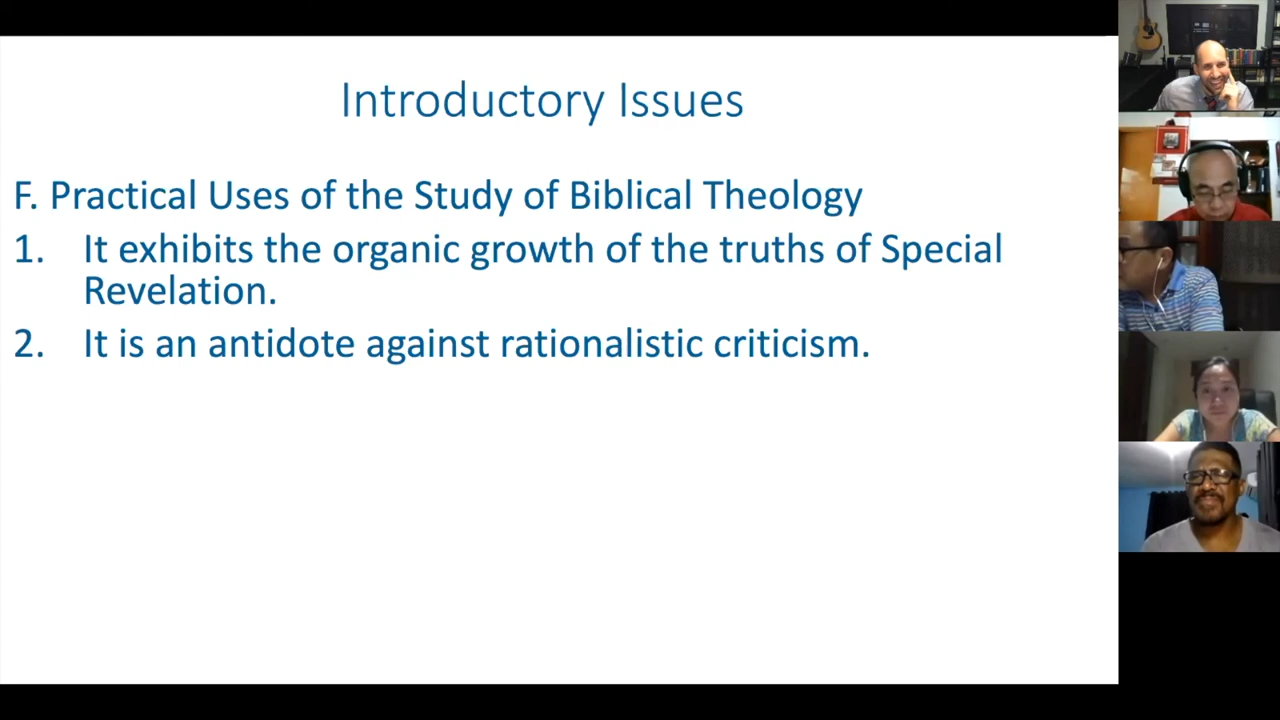 Introductory Issues
F. Practical Uses of the Study of Biblical Theology
1. It exhibits the organic growth of the truths of Special
Revelation.
2. It is an antidote against rationalistic criticism.